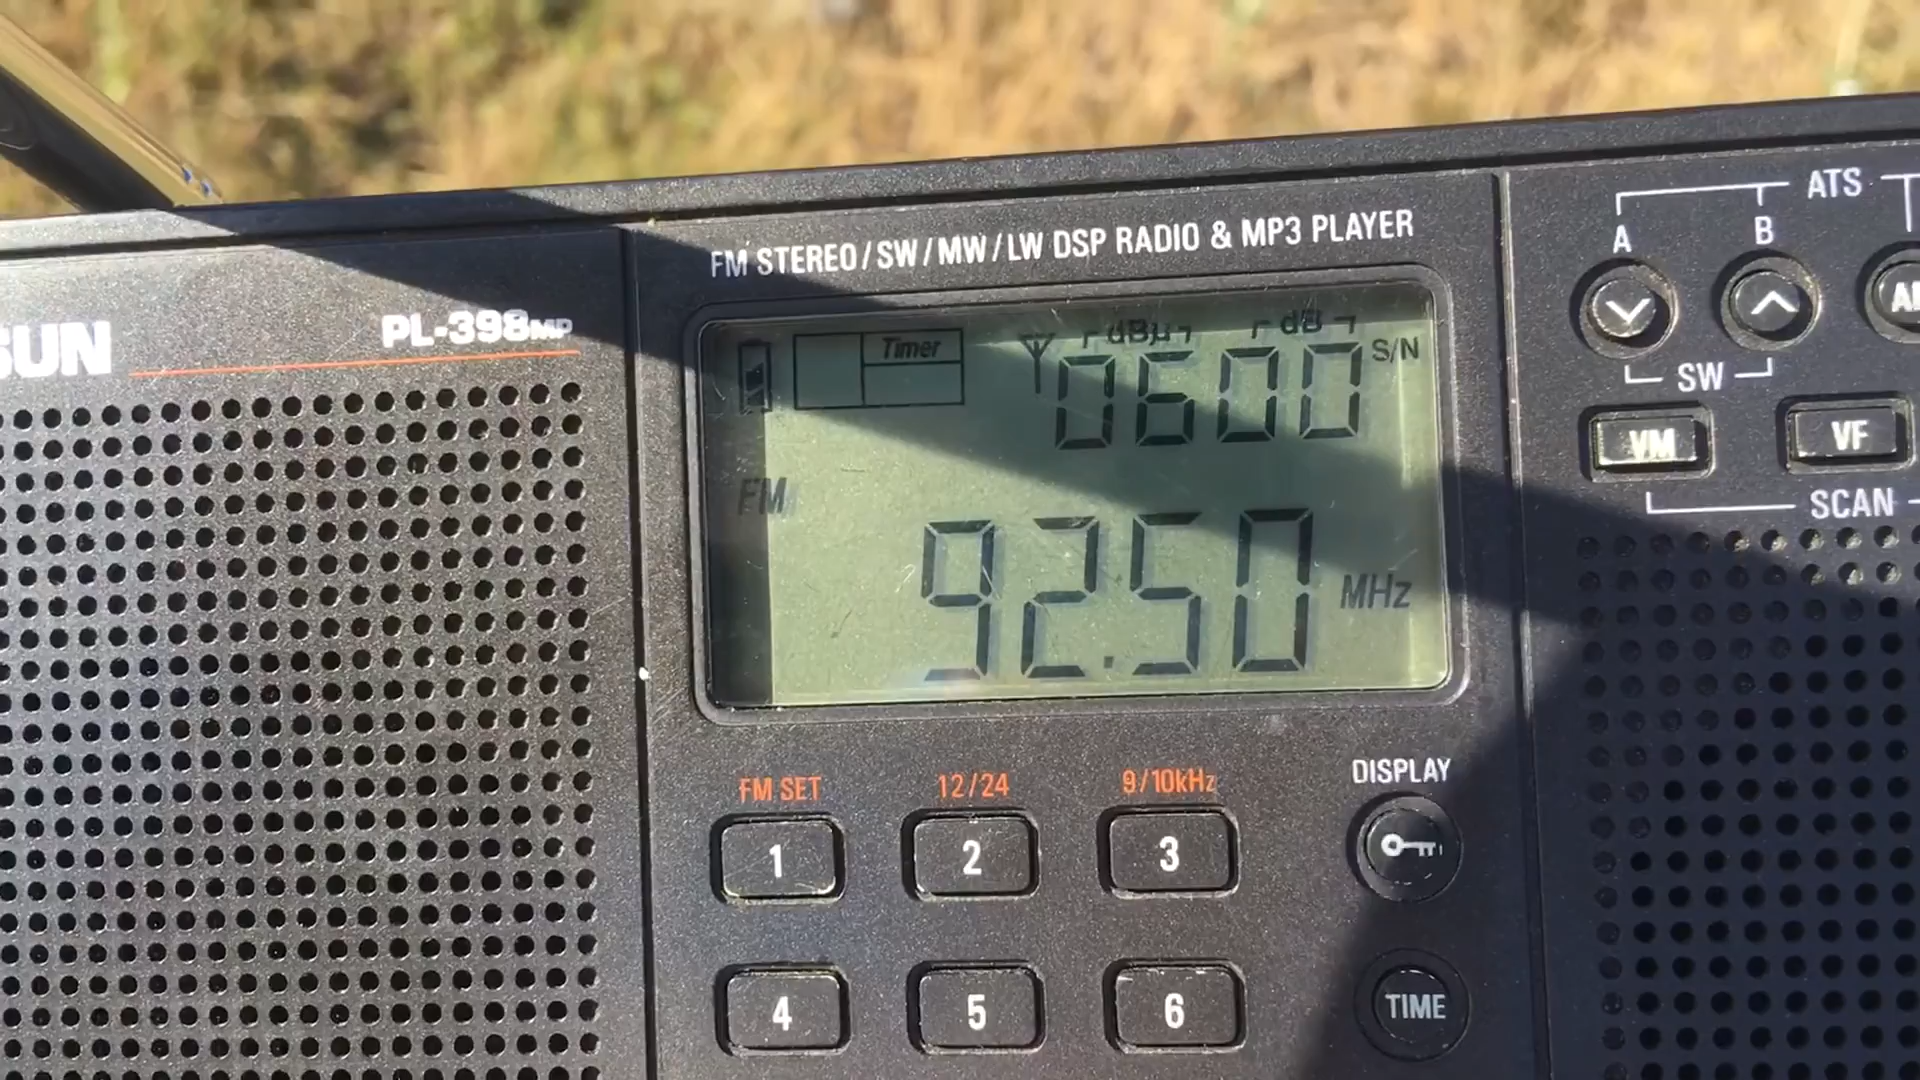 FM STEREO/SW/MW/LW DSP RADIO & MP3 PLAYER
SUN
PL-398MP
Timer
dBµ
dB
0600
S/N
FM
92.50
MHz
ATS
A
B
SW
VM
VF
SCAN
FM SET
12/24
9/10kHz
DISPLAY
1
2
3
4
5
6
TIME